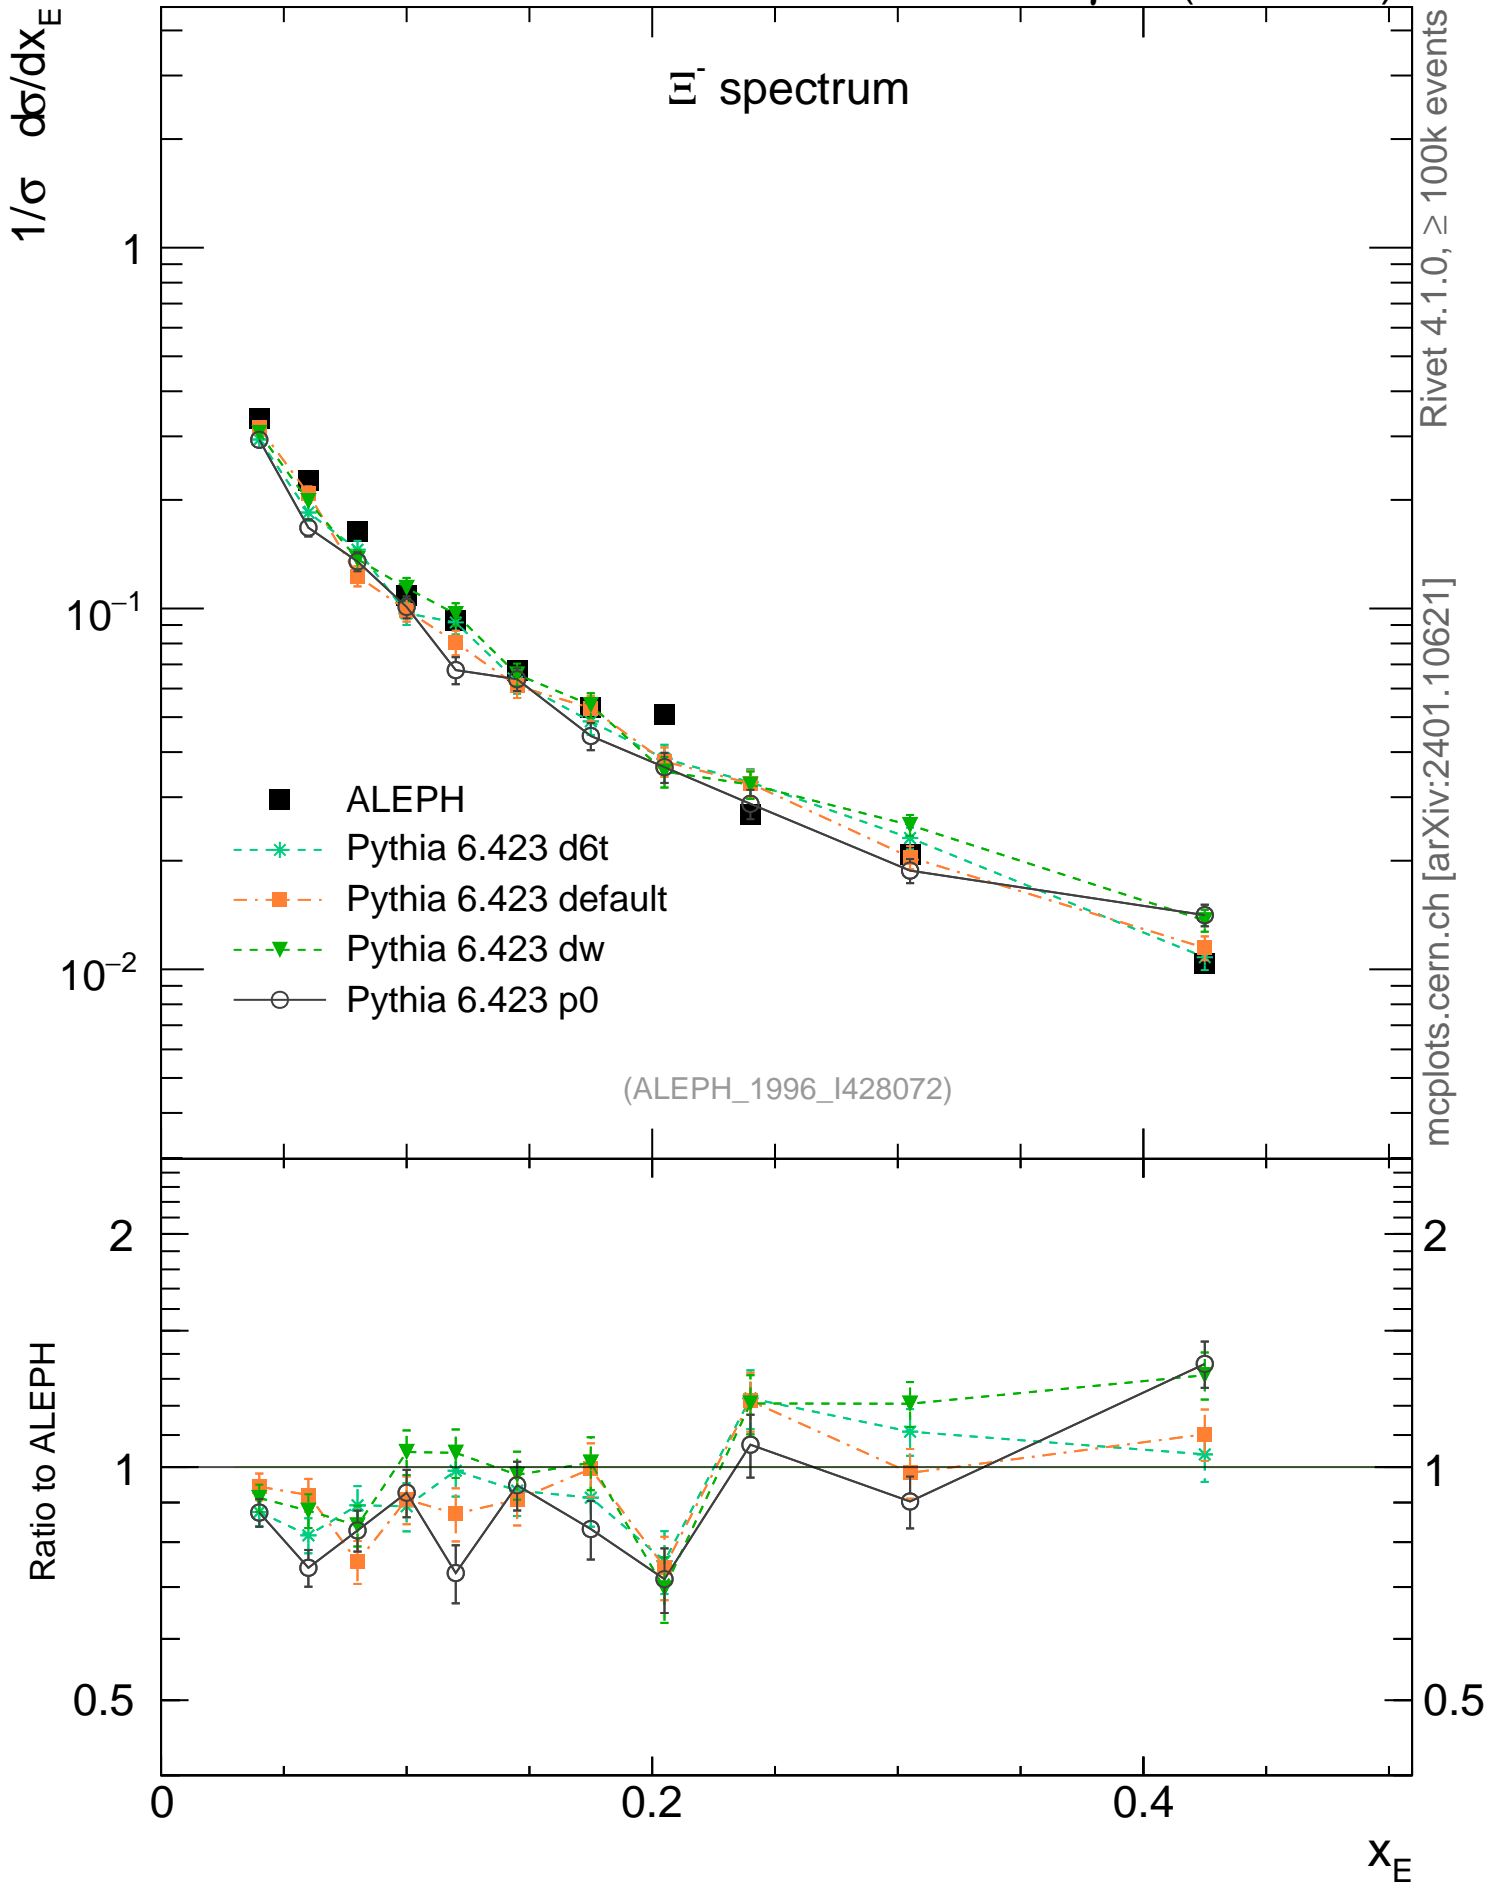 1/σ dσ/dx_E
Ξ⁻ spectrum
1
10⁻¹
10⁻²
ALEPH
Pythia 6.423 d6t
Pythia 6.423 default
Pythia 6.423 dw
Pythia 6.423 p0
(ALEPH_1996_I428072)
Rivet 4.1.0, ≥ 100k events
mcplots.cern.ch [arXiv:2401.10621]
Ratio to ALEPH
2
1
0.5
2
1
0.5
0
0.2
0.4
x_E